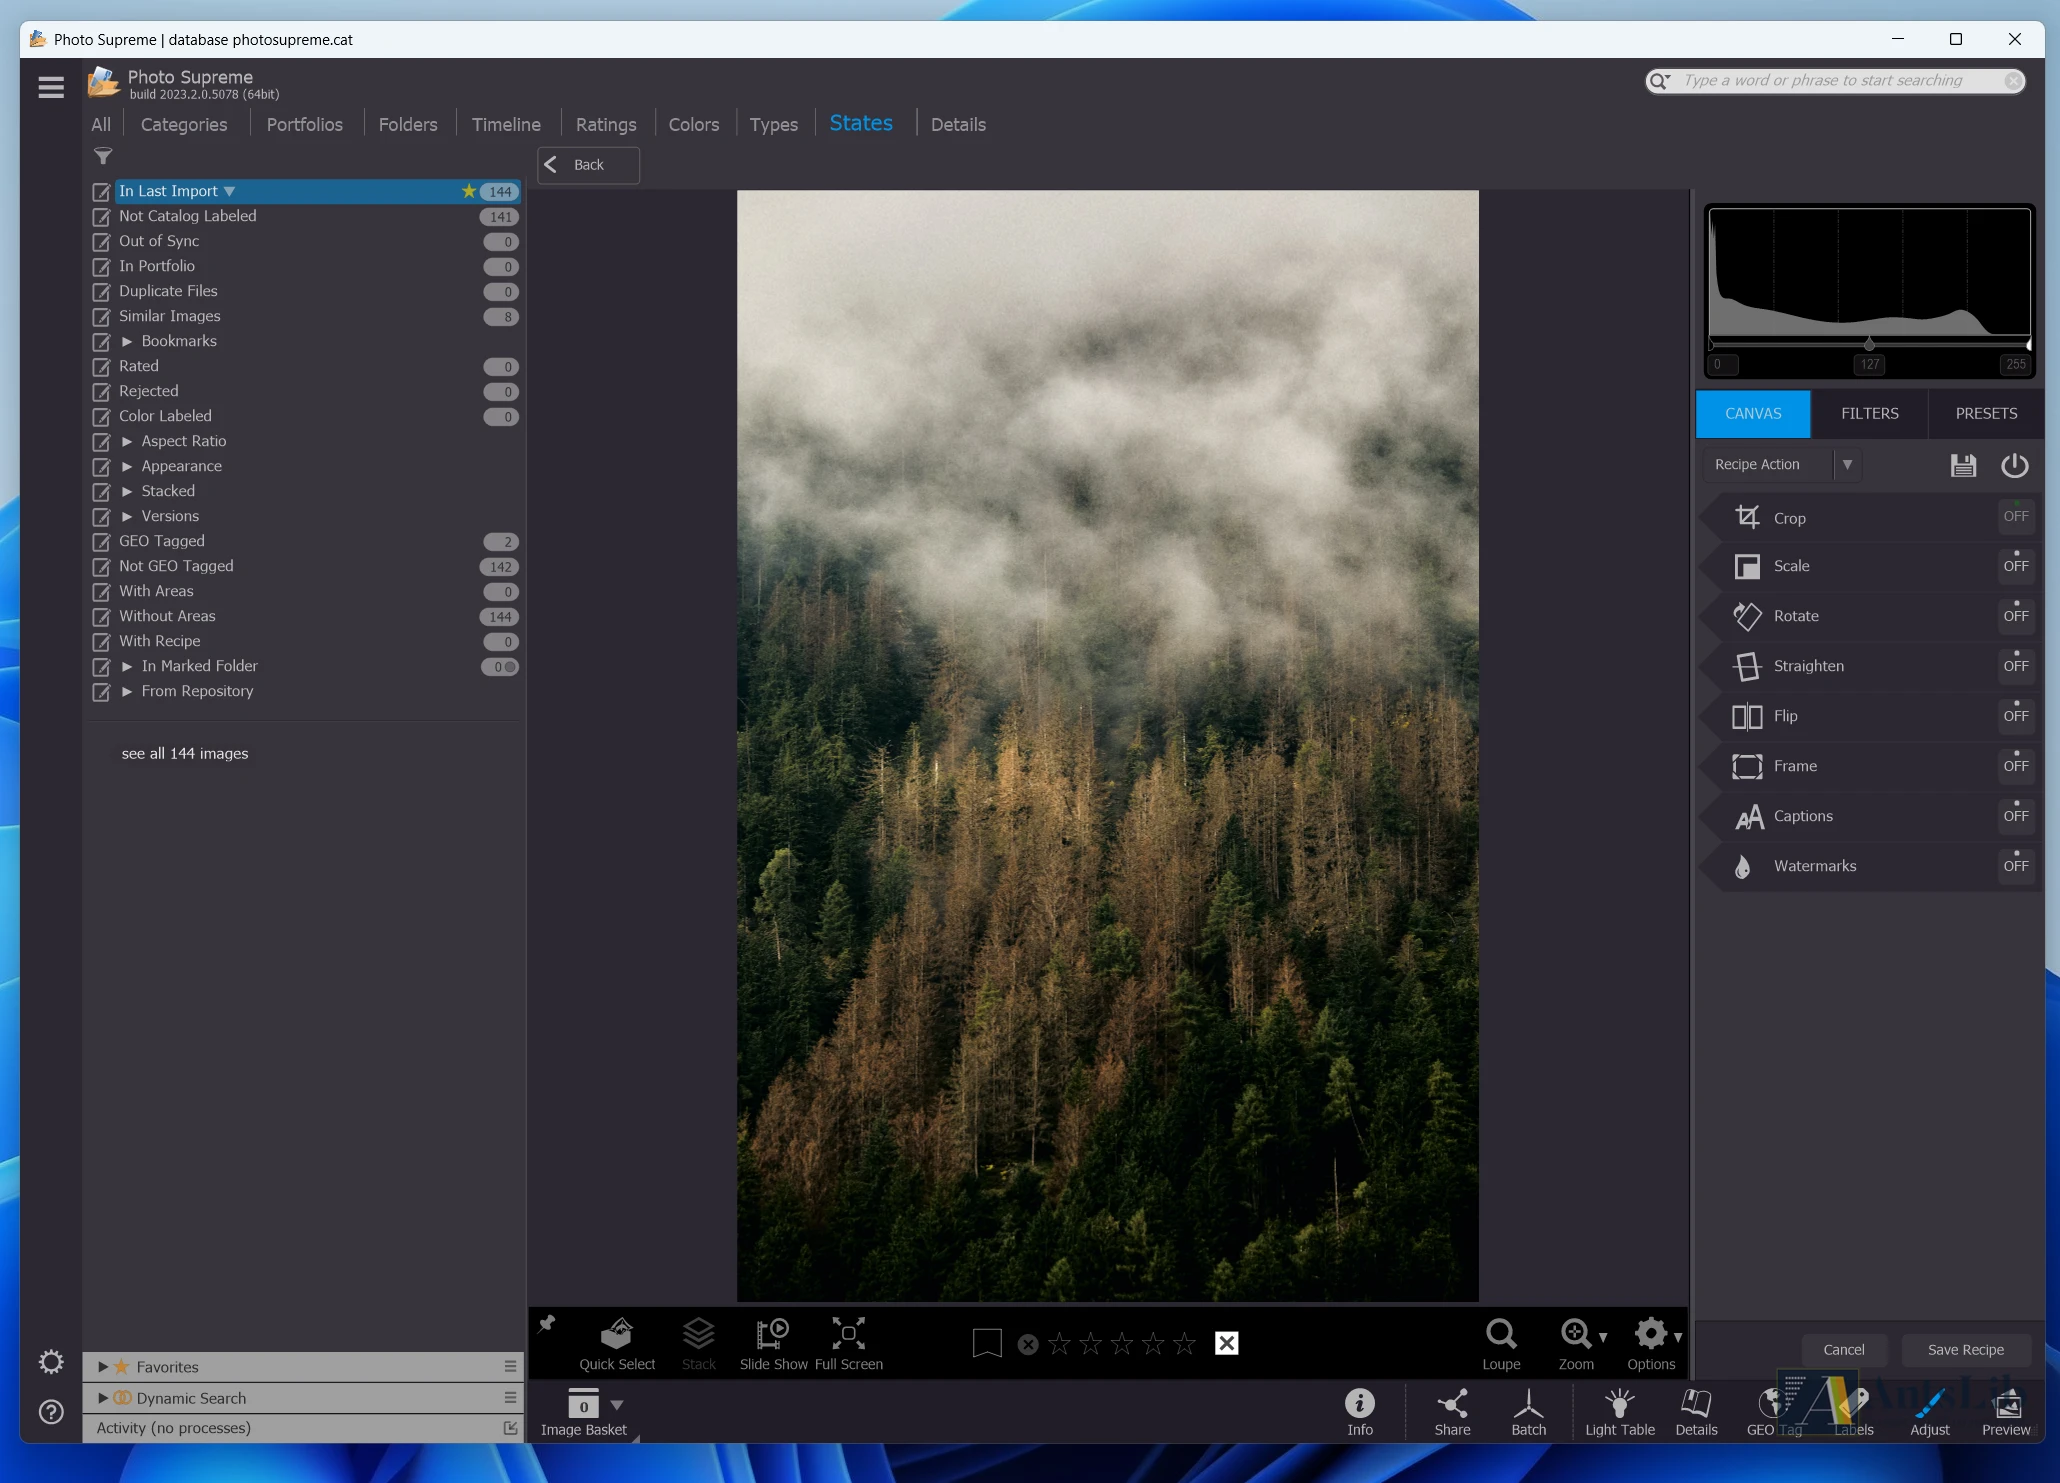 Photo Supreme | database photosupreme.cat
Photo Supreme
build 2023.2.0.5078 (64bit)
Type a word or phrase to start searching
All
Categories
Portfolios
Folders
Timeline
Ratings
Colors
Types
States
Details
Back
In Last Import 144
Not Catalog Labeled 141
Out of Sync 0
In Portfolio 0
Duplicate Files 0
Similar Images 8
Bookmarks
Rated 0
Rejected 0
Color Labeled 0
Aspect Ratio
Appearance
Stacked
Versions
GEO Tagged 2
Not GEO Tagged 142
With Areas 0
Without Areas 144
With Recipe 0
In Marked Folder 0
From Repository
see all 144 images
0 127 255
CANVAS FILTERS PRESETS
Recipe Action
Crop OFF
Scale OFF
Rotate OFF
Straighten OFF
Flip OFF
Frame OFF
Captions OFF
Watermarks OFF
Cancel Save Recipe
Quick Select Stack Slide Show Full Screen
Loupe Zoom Options
Favorites
Dynamic Search
Activity (no processes)
0
Image Basket
Info Share Batch Light Table Details GEO Tag Labels Adjust Preview
AntsLib